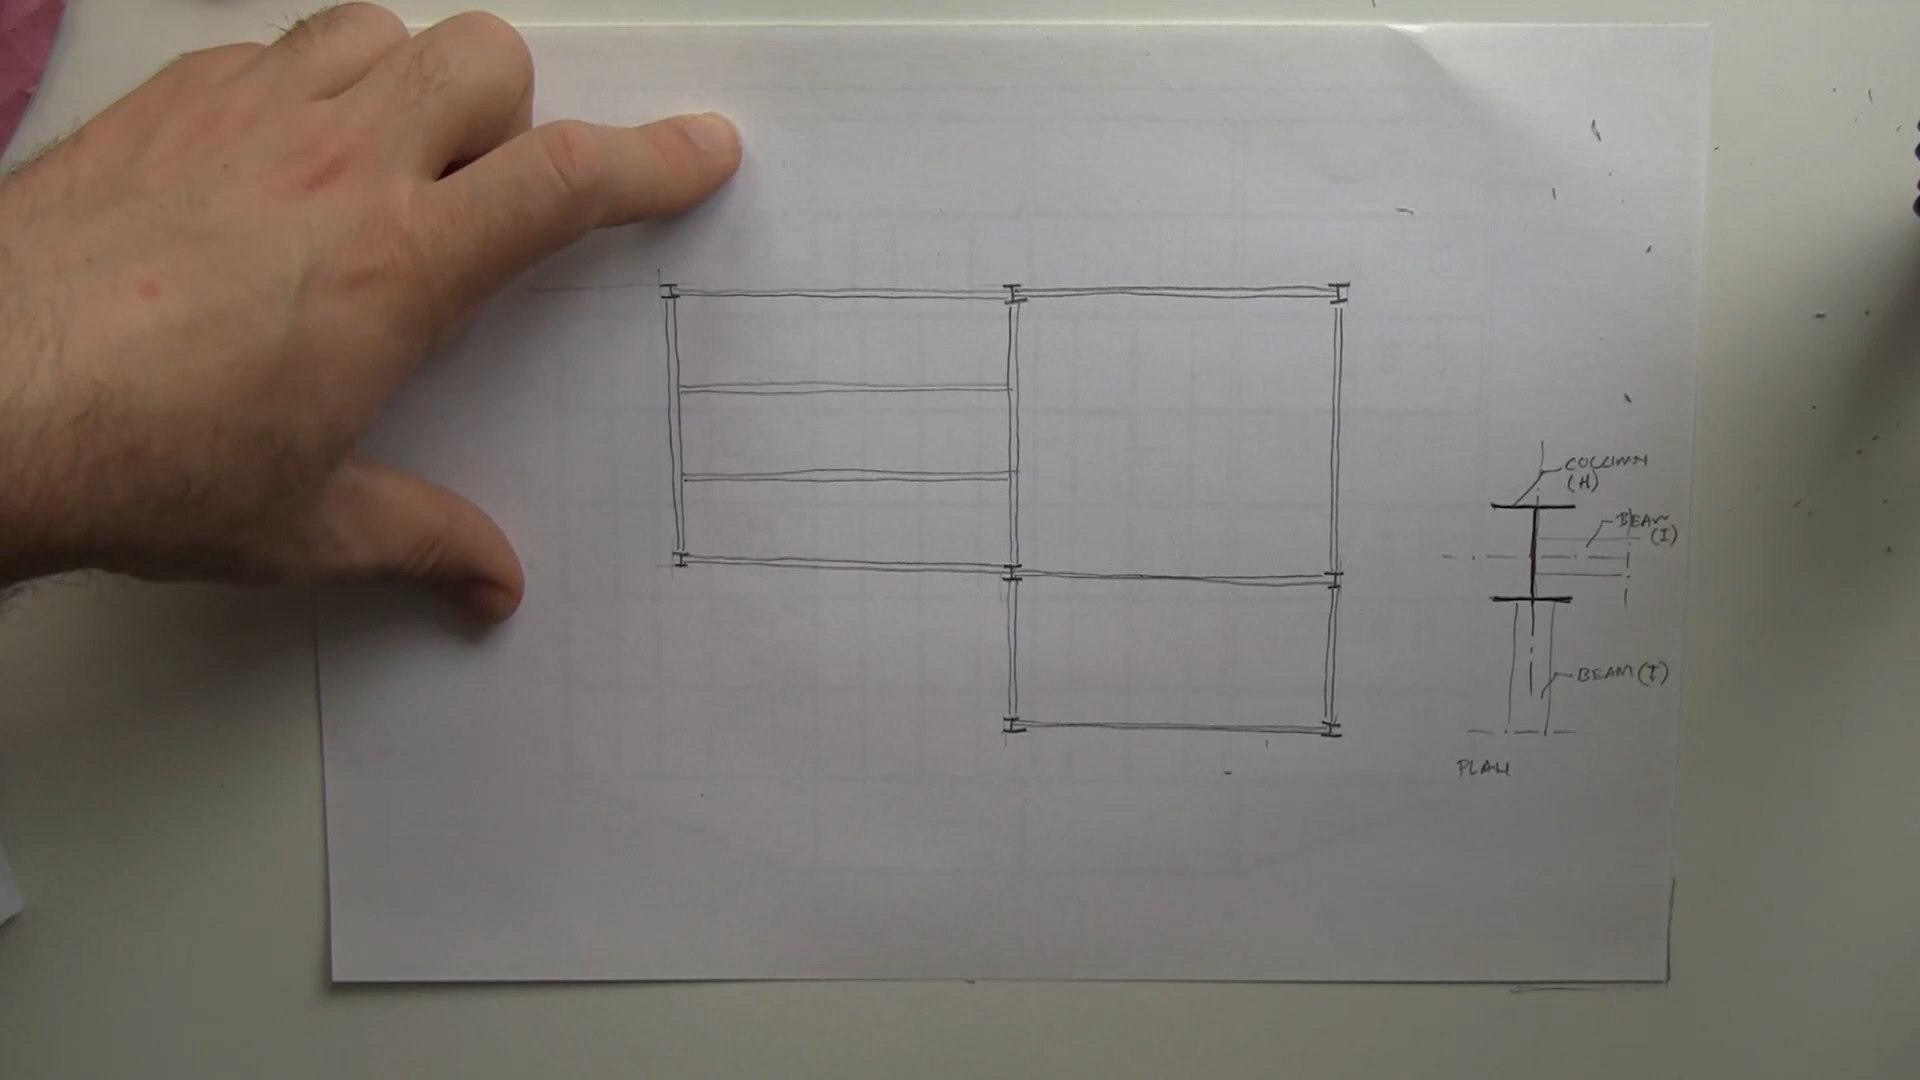 COLUMN
(H)
BEAM
(I)
BEAM (I)
PLAN